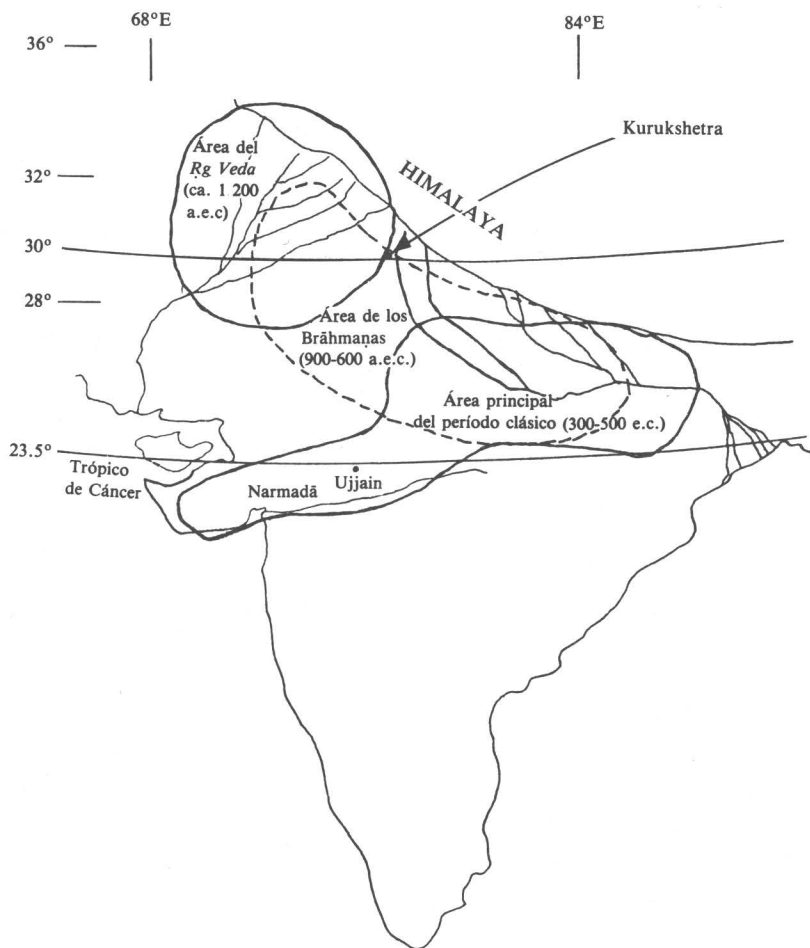 68°E
84°E
36°
Kurukshetra
Área del
Ṛg Veda
(ca. 1 200
a.e.c)
32°
HIMALAYA
30°
28°
Área de los
Brāhmaṇas
(900-600 a.e.c.)
Área principal
del período clásico (300-500 e.c.)
23.5°
Trópico
de Cáncer
Ujjain
Narmadā